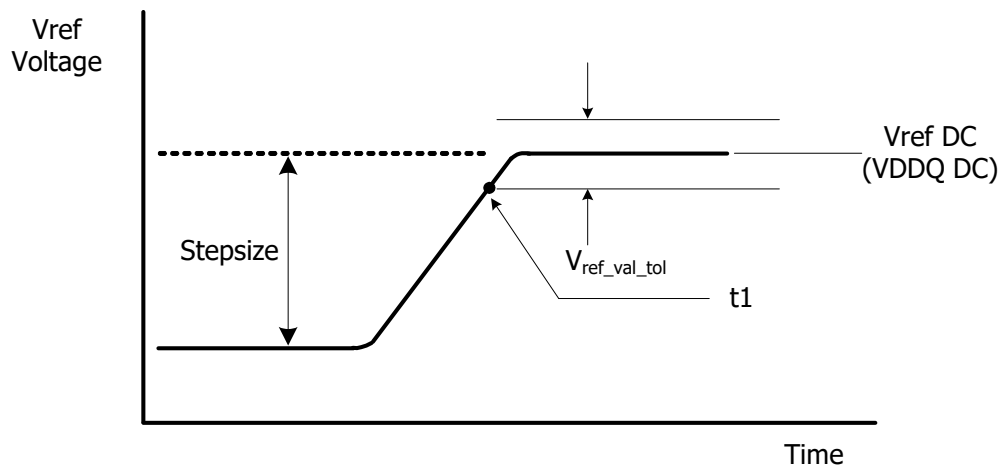 Vref
Voltage
Vref DC
(VDDQ DC)
Stepsize
Vref_val_tol
t1
Time